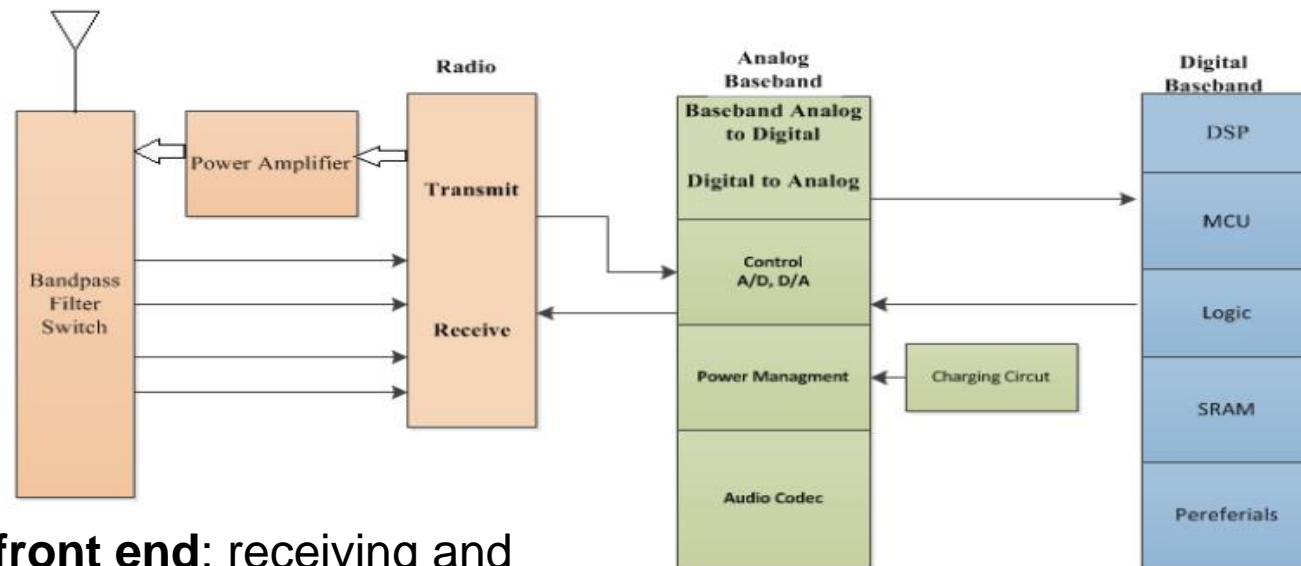 Radio
Analog
Baseband
Digital
Baseband
Bandpass
Filter
Switch
Power Amplifier
Transmit
Receive
Baseband Analog
to Digital
Digital to Analog
Control
A/D, D/A
Power Managment
Audio Codec
Charging Circut
DSP
MCU
Logic
SRAM
Pereferials
front end: receiving and